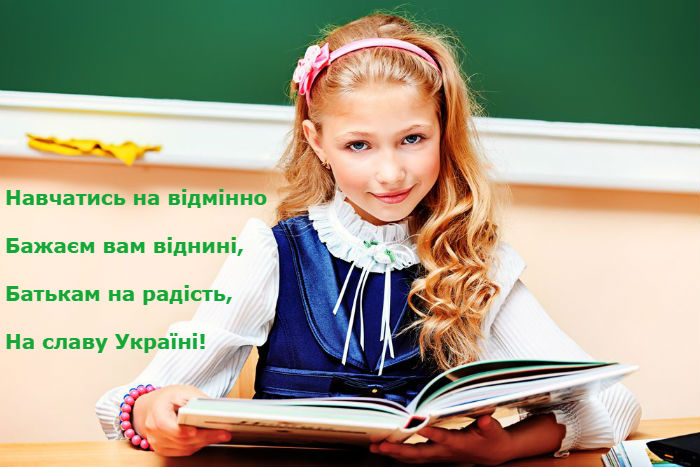 Навчатись на відмінно
Бажаєм вам віднині,
Батькам на радість,
На славу Україні!